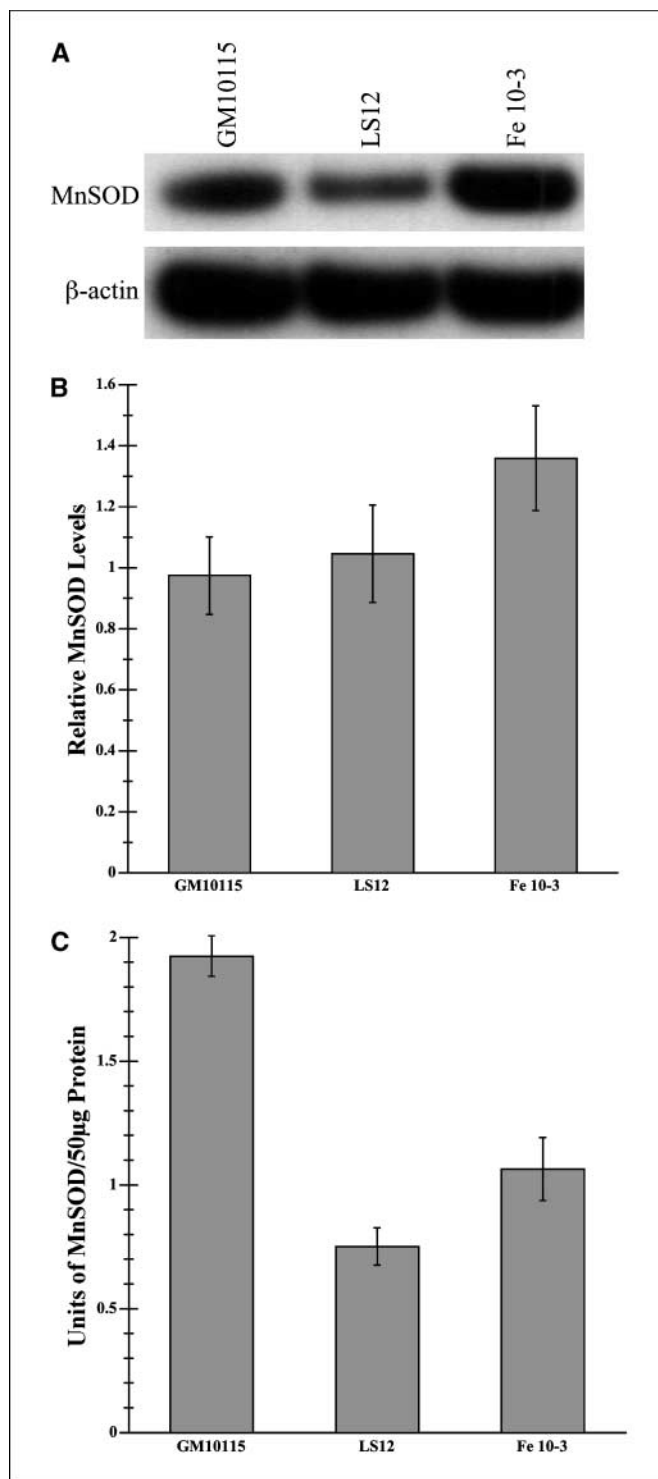 A
GM10115
LS12
Fe 10-3
MnSOD
β-actin
B
Relative MnSOD Levels
1.6
1.4
1.2
1
0.8
0.6
0.4
0.2
0
GM10115 LS12 Fe 10-3
C
Units of MnSOD/50µg Protein
2
1.5
1
0.5
0
GM10115 LS12 Fe 10-3